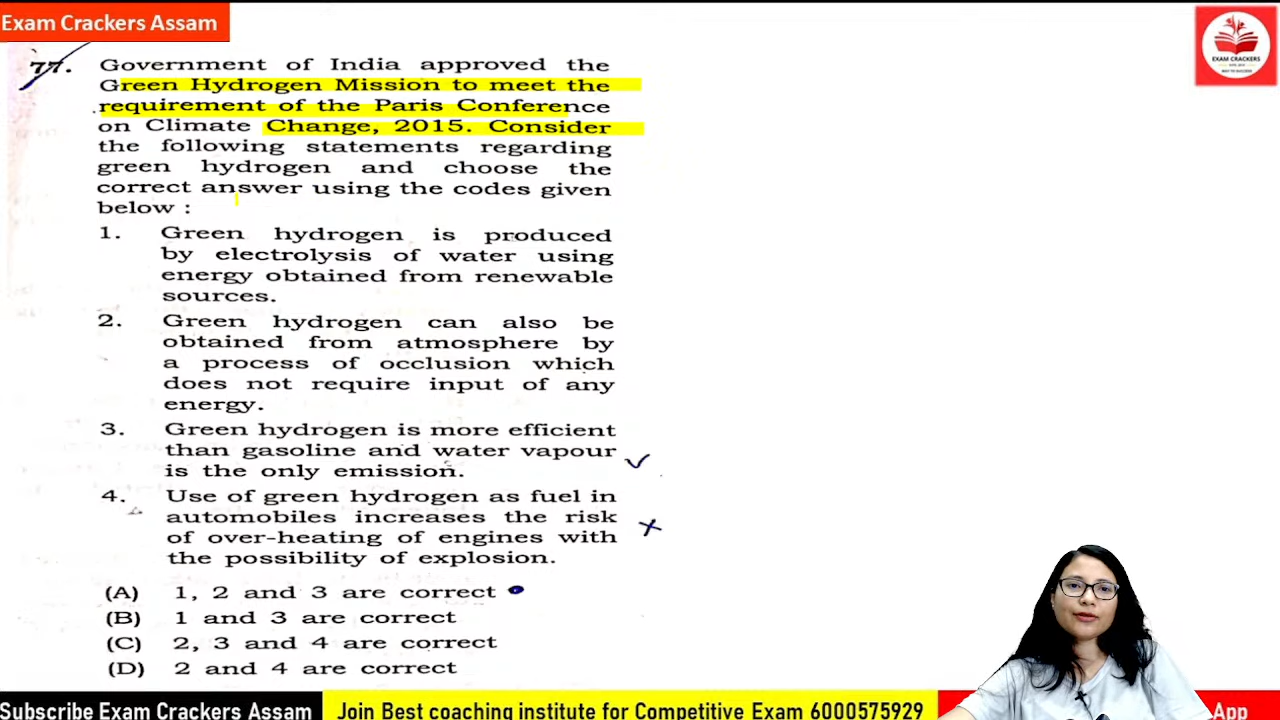 Exam Crackers Assam
EXAM CRACKERS
WAY TO SUCCESS
77. Government of India approved the
Green Hydrogen Mission to meet the
requirement of the Paris Conference
on Climate Change, 2015. Consider
the following statements regarding
green hydrogen and choose the
correct answer using the codes given
below :
1. Green hydrogen is produced
by electrolysis of water using
energy obtained from renewable
sources.
2. Green hydrogen can also be
obtained from atmosphere by
a process of occlusion which
does not require input of any
energy.
3. Green hydrogen is more efficient
than gasoline and water vapour
is the only emission.
4. Use of green hydrogen as fuel in
automobiles increases the risk
of over-heating of engines with
the possibility of explosion.
(A) 1, 2 and 3 are correct
(B) 1 and 3 are correct
(C) 2, 3 and 4 are correct
(D) 2 and 4 are correct
Subscribe Exam Crackers Assam Join Best coaching institute for Competitive Exam 6000575929 App